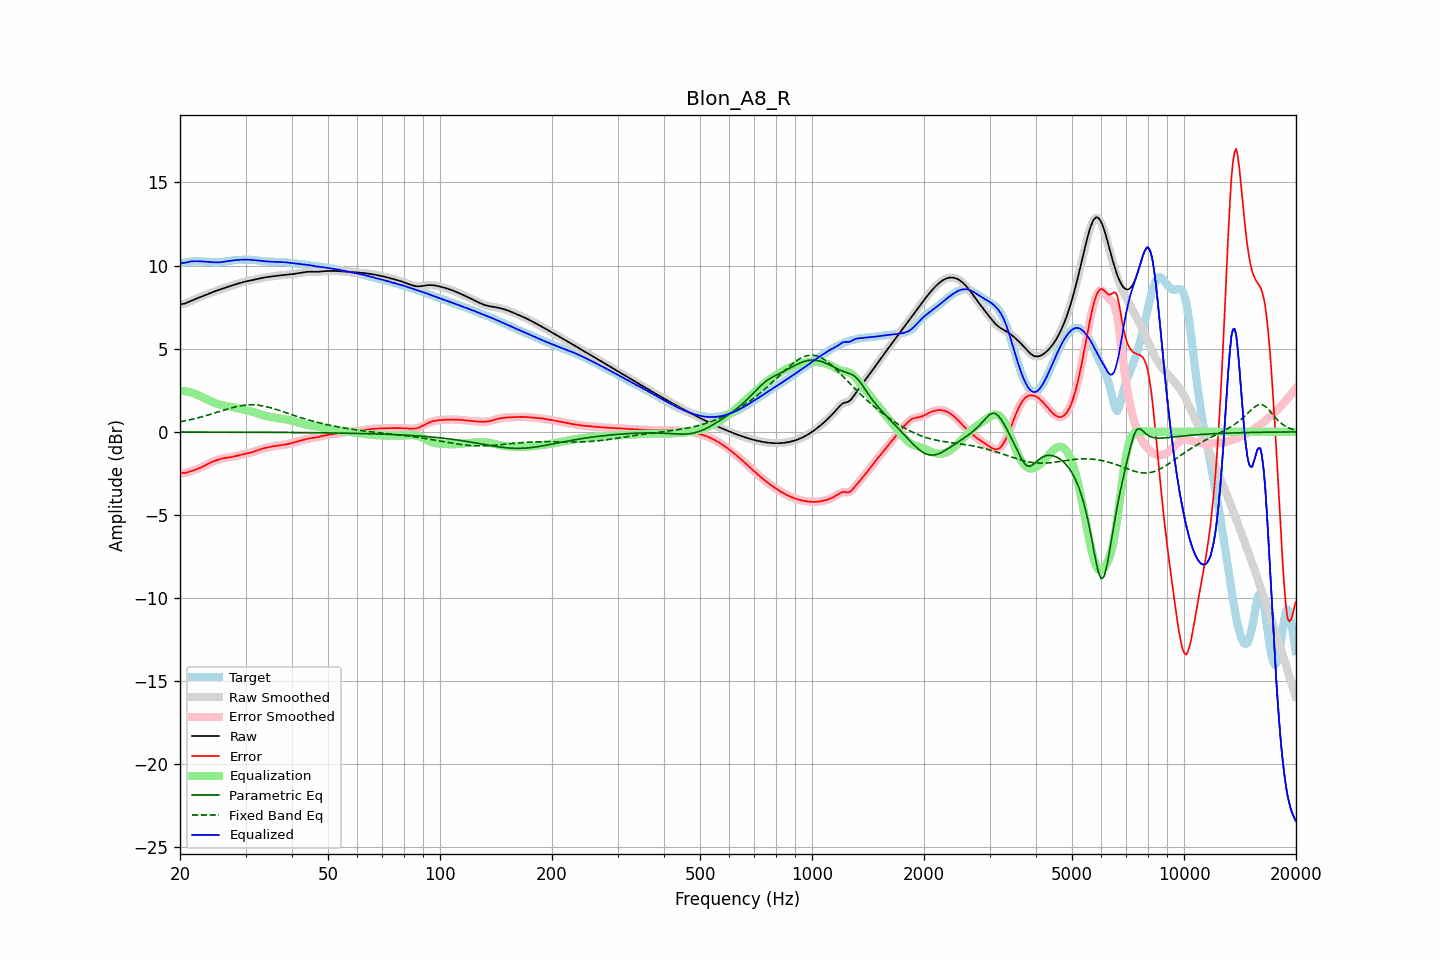 Blon_A8_R
15
10
5
0
−5
−10
−15
−20
−25
Amplitude (dBr)
Target
Raw Smoothed
Error Smoothed
Raw
Error
Equalization
Parametric Eq
Fixed Band Eq
Equalized
20 50 100 200 500 1000 2000 5000 10000 20000
Frequency (Hz)